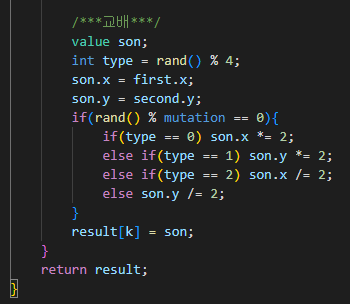 /***교배***/
value son;
int type = rand() % 4;
son.x = first.x;
son.y = second.y;
if(rand() % mutation == 0){
if(type == 0) son.x *= 2;
else if(type == 1) son.y *= 2;
else if(type == 2) son.x /= 2;
else son.y /= 2;
}
result[k] = son;
}
return result;
}